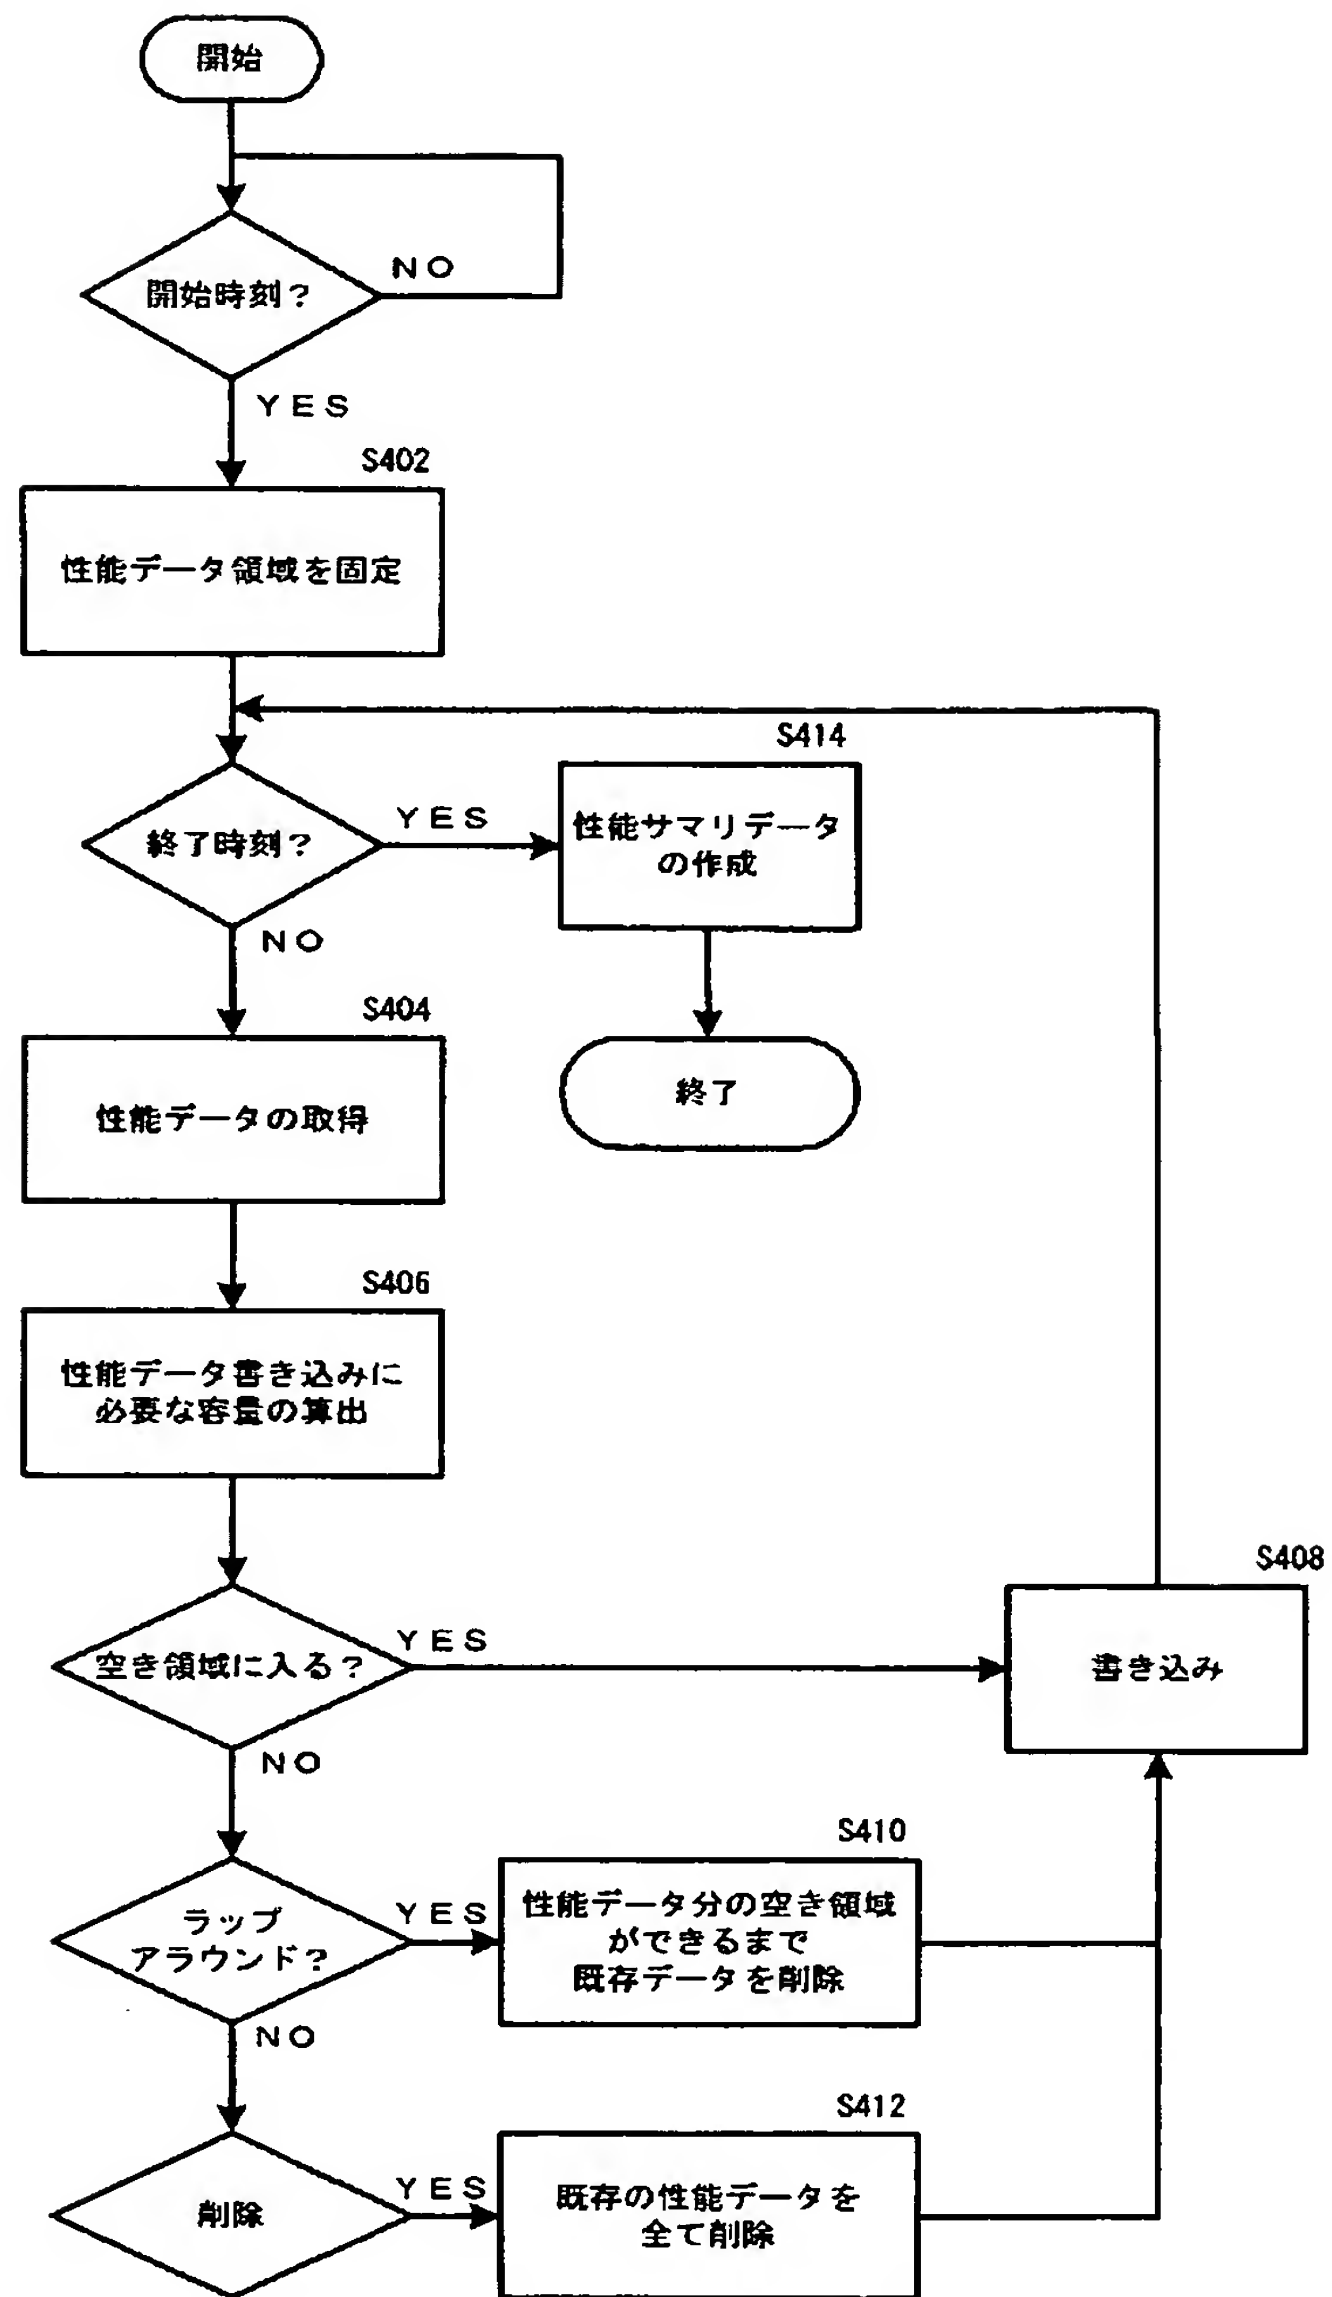 開始
開始時刻？
NO
YES
S402
性能データ領域を固定
終了時刻？
YES
S414
性能サマリデータ
の作成
終了
NO
S404
性能データの取得
S406
性能データ書き込みに
必要な容量の算出
空き領域に入る？
YES
S408
書き込み
NO
ラップ
アラウンド？
YES
S410
性能データ分の空き領域
ができるまで
既存データを削除
NO
削除
YES
S412
既存の性能データを
全て削除